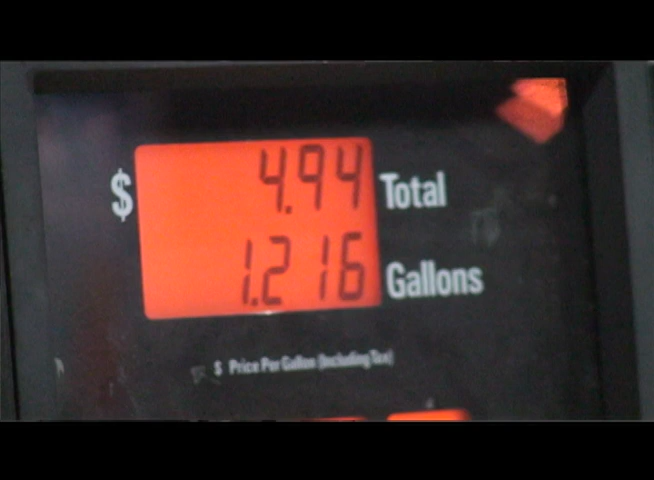 $ 4.94 Total
1.216 Gallons
$ Price Per Gallon (Including Tax)